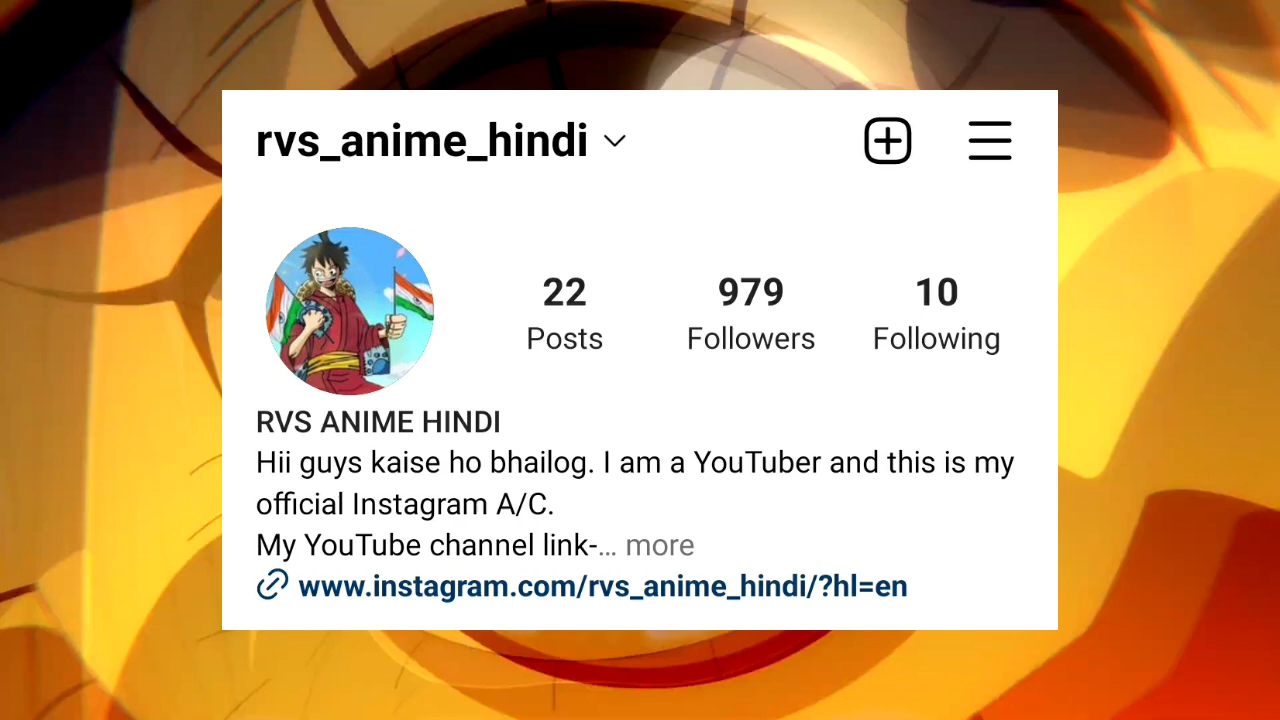 rvs_anime_hindi
22 979 10
Posts Followers Following
RVS ANIME HINDI
Hii guys kaise ho bhailog. I am a YouTuber and this is my
official Instagram A/C.
My YouTube channel link-... more
www.instagram.com/rvs_anime_hindi/?hl=en